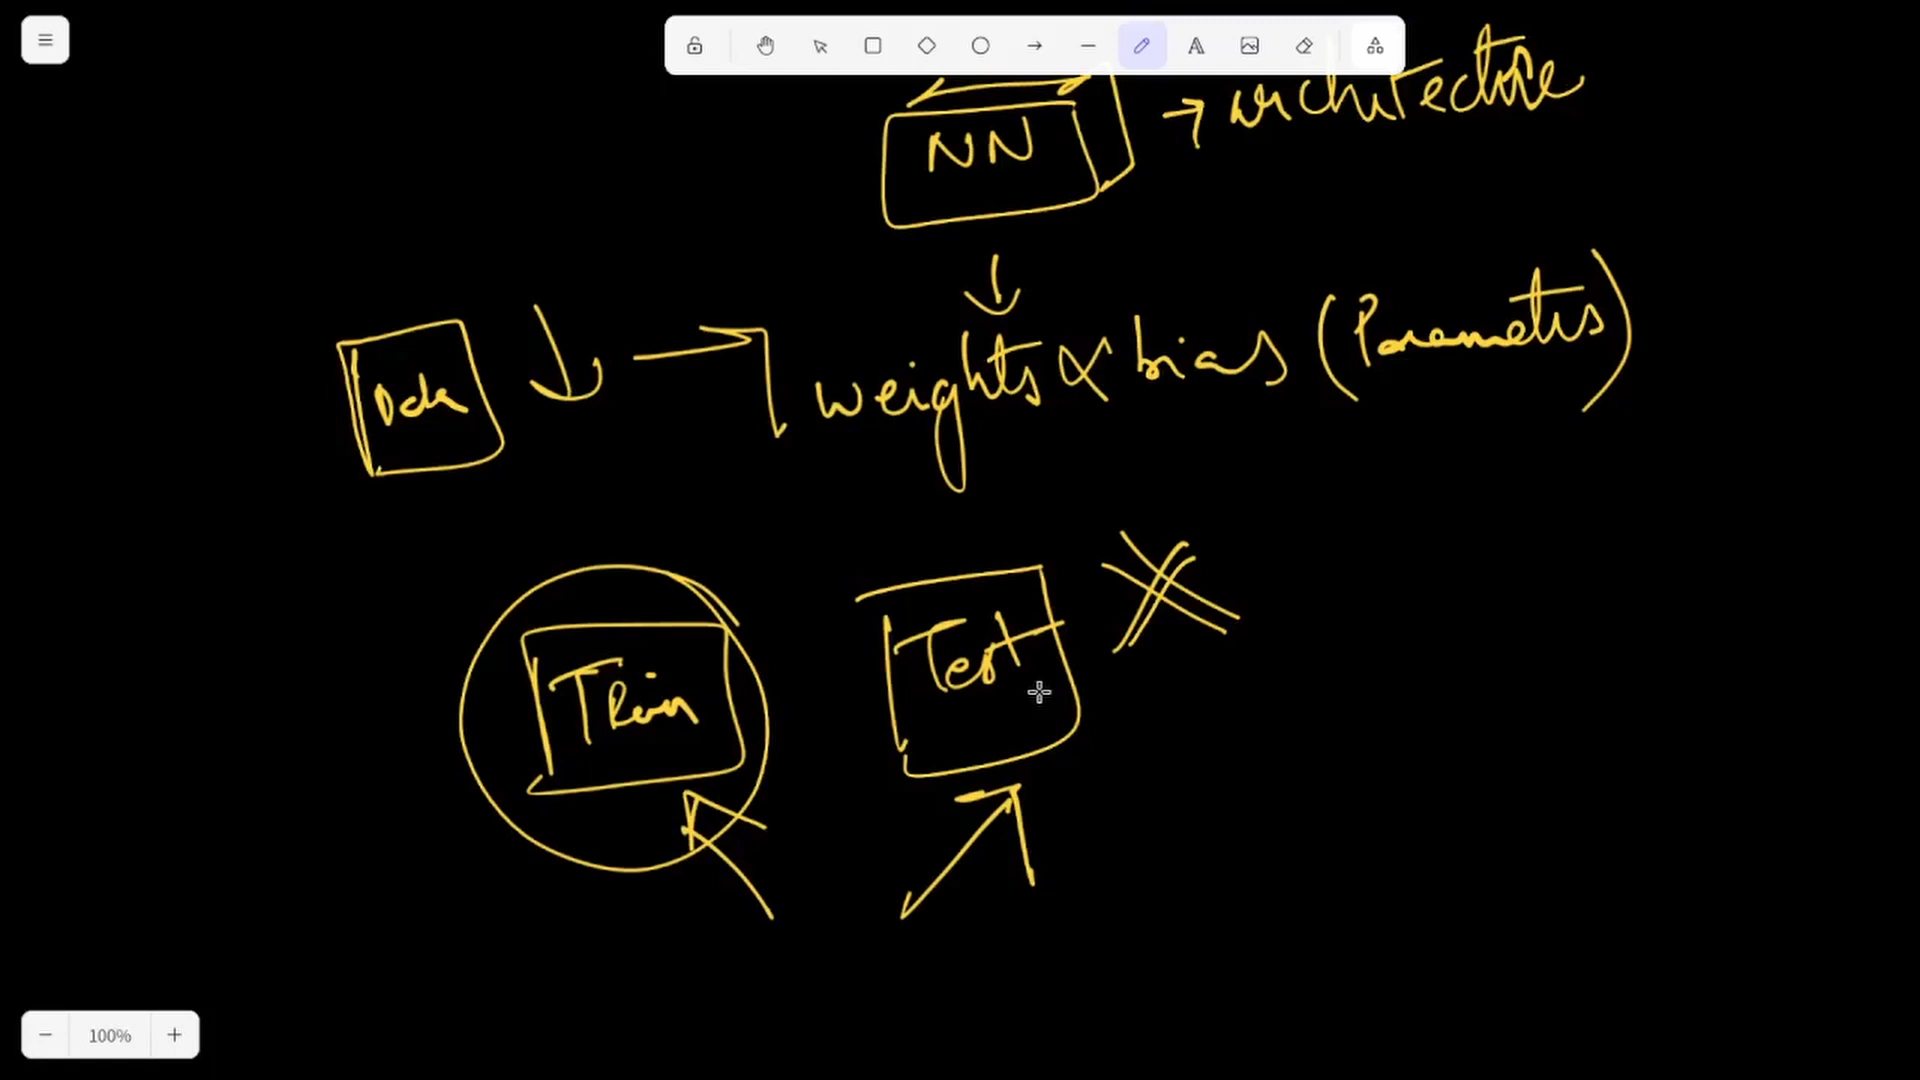 NN → architecture
Data
weights & bias (Parameters)
Train
Test
100%